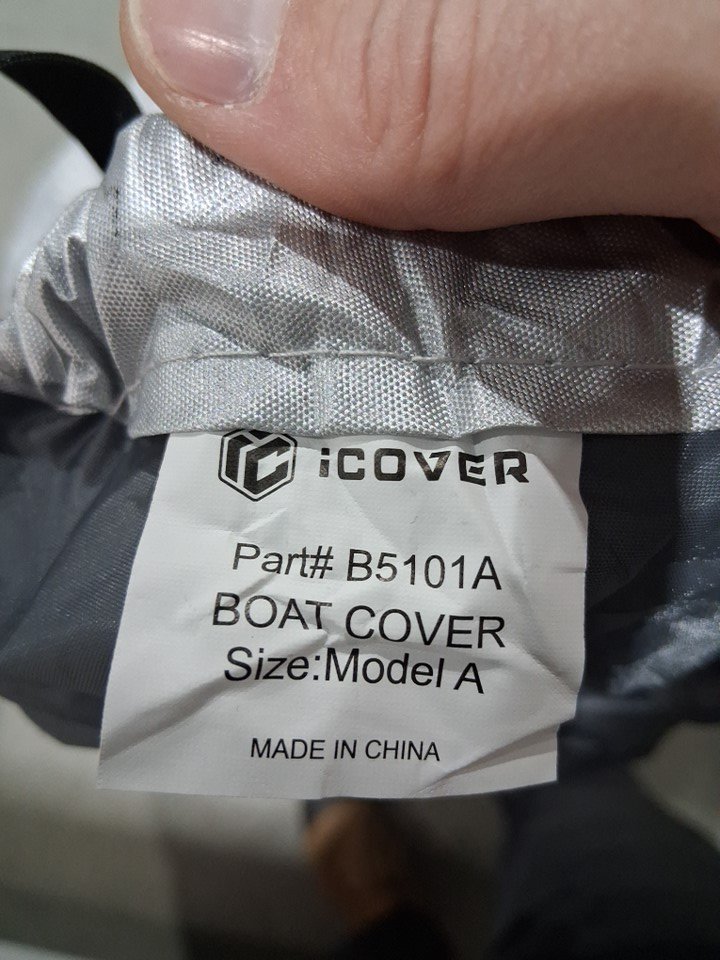 iCOVER
Part# B5101A
BOAT COVER
Size:Model A
MADE IN CHINA